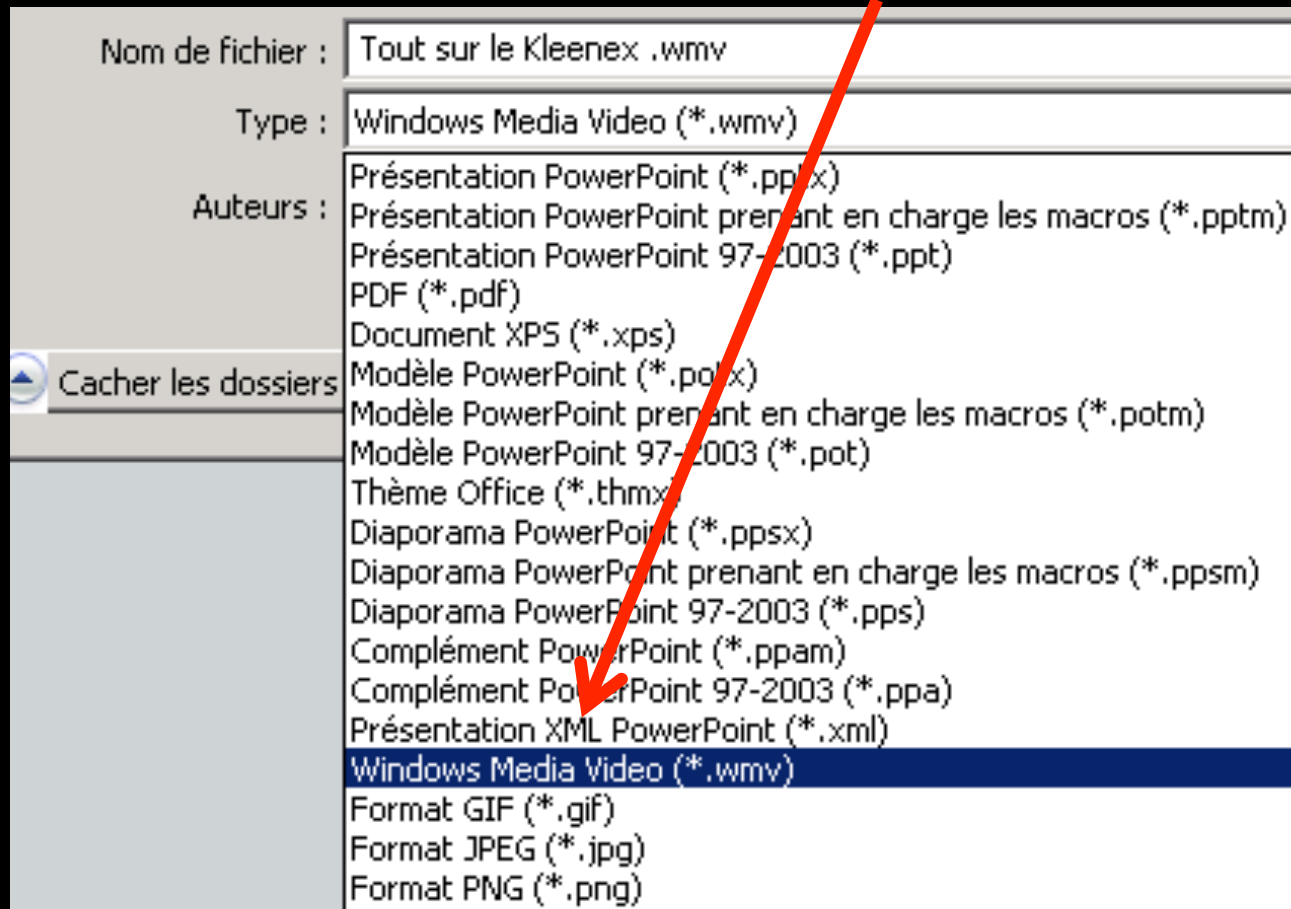 Nom de fichier : Tout sur le Kleenex .wmv
Type : Windows Media Video (*.wmv)
Auteurs :
Présentation PowerPoint (*.pptx)
Présentation PowerPoint prenant en charge les macros (*.pptm)
Présentation PowerPoint 97-2003 (*.ppt)
PDF (*.pdf)
Document XPS (*.xps)
Cacher les dossiers
Modèle PowerPoint (*.potx)
Modèle PowerPoint prenant en charge les macros (*.potm)
Modèle PowerPoint 97-2003 (*.pot)
Thème Office (*.thmx)
Diaporama PowerPoint (*.ppsx)
Diaporama PowerPoint prenant en charge les macros (*.ppsm)
Diaporama PowerPoint 97-2003 (*.pps)
Complément PowerPoint (*.ppam)
Complément PowerPoint 97-2003 (*.ppa)
Présentation XML PowerPoint (*.xml)
Windows Media Video (*.wmv)
Format GIF (*.gif)
Format JPEG (*.jpg)
Format PNG (*.png)